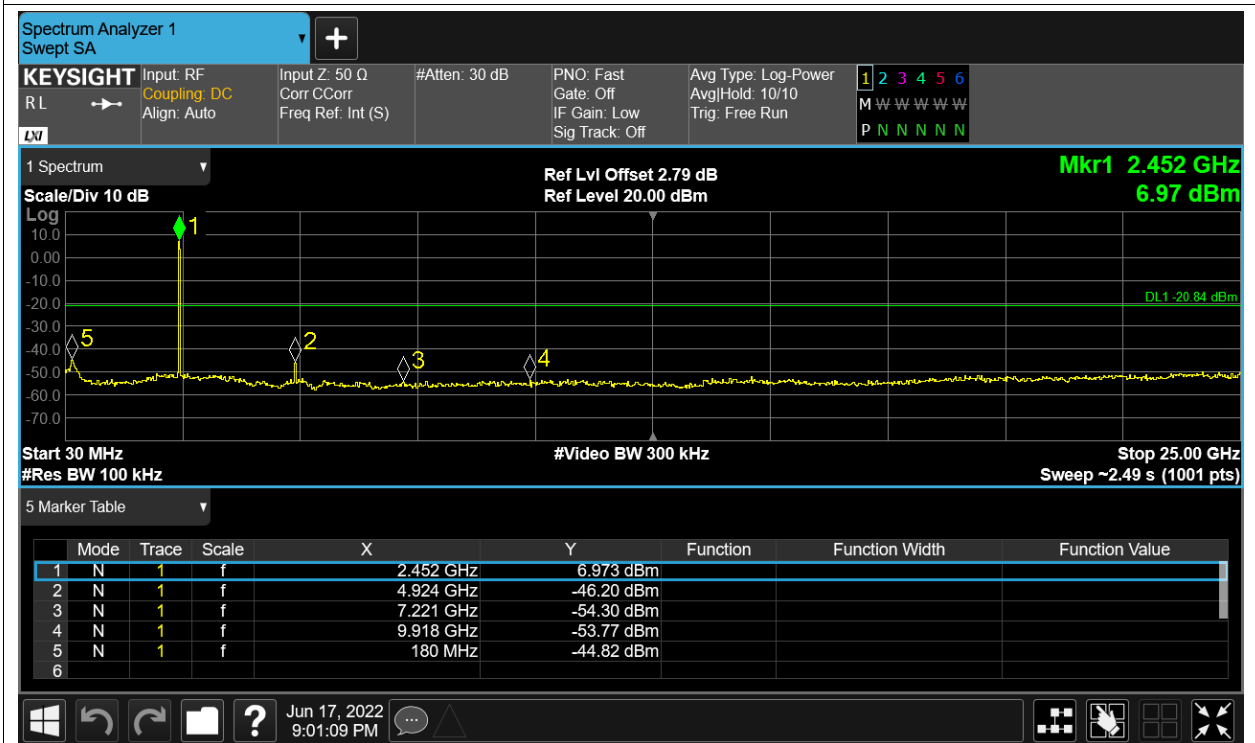 Spectrum Analyzer 1
Swept SA
+
KEYSIGHT
R L
LXI
Input: RF
Coupling: DC
Align: Auto
Input Z: 50 Ω
Corr CCorr
Freq Ref: Int (S)
#Atten: 30 dB
PNO: Fast
Gate: Off
IF Gain: Low
Sig Track: Off
Avg Type: Log-Power
Avg|Hold: 10/10
Trig: Free Run
1 2 3 4 5 6
M W W W W W
P N N N N N
1 Spectrum
Scale/Div 10 dB
Ref Lvl Offset 2.79 dB
Ref Level 20.00 dBm
Mkr1 2.452 GHz
6.97 dBm
Log
10.0
0.00
-10.0
-20.0
-30.0
-40.0
-50.0
-60.0
-70.0
1
2
3
4
5
DL1 -20.84 dBm
Start 30 MHz
#Res BW 100 kHz
#Video BW 300 kHz
Stop 25.00 GHz
Sweep ~2.49 s (1001 pts)
5 Marker Table
Mode Trace Scale X Y Function Function Width Function Value
1 N 1 f 2.452 GHz 6.973 dBm
2 N 1 f 4.924 GHz -46.20 dBm
3 N 1 f 7.221 GHz -54.30 dBm
4 N 1 f 9.918 GHz -53.77 dBm
5 N 1 f 180 MHz -44.82 dBm
6
?
Jun 17, 2022
9:01:09 PM